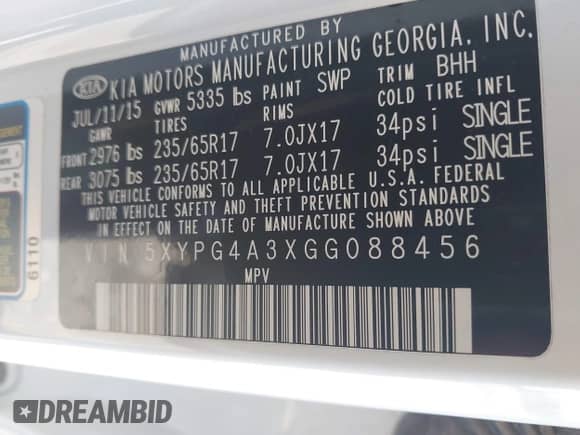 MANUFACTURED BY
KIA KIA MOTORS MANUFACTURING GEORGIA, INC.
JUL/11/15 GVWR 5335 lbs PAINT SWP TRIM BHH
GAWR TIRES RIMS COLD TIRE INFL
FRONT 2976 lbs 235/65R17 7.0JX17 34psi SINGLE
REAR 3075 lbs 235/65R17 7.0JX17 34psi SINGLE
THIS VEHICLE CONFORMS TO ALL APPLICABLE U.S.A. FEDERAL
MOTOR VEHICLE SAFETY AND THEFT PREVENTION STANDARDS
IN EFFECT ON THE DATE OF MANUFACTURE SHOWN ABOVE
VIN 5XYPG4A3XGG088456
MPV
6110
DREAMBID